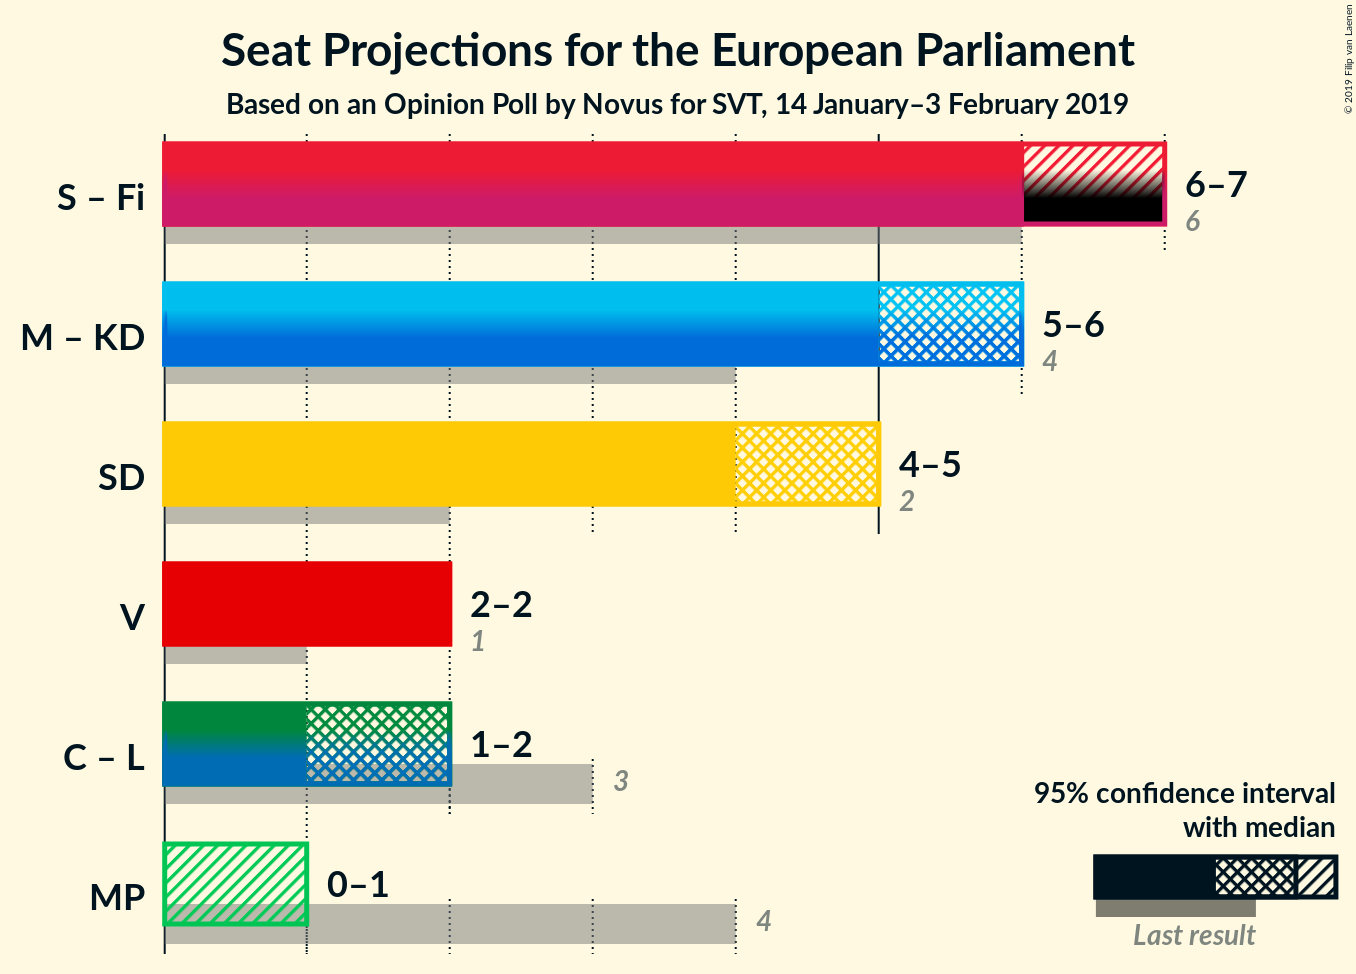 Seat Projections for the European Parliament
Based on an Opinion Poll by Novus for SVT, 14 January–3 February 2019
© 2019 Filip van Laenen
S – Fi
6–7
6
M – KD
5–6
4
SD
4–5
2
V
2–2
1
C – L
1–2
3
MP
0–1
4
95% confidence interval
with median
Last result